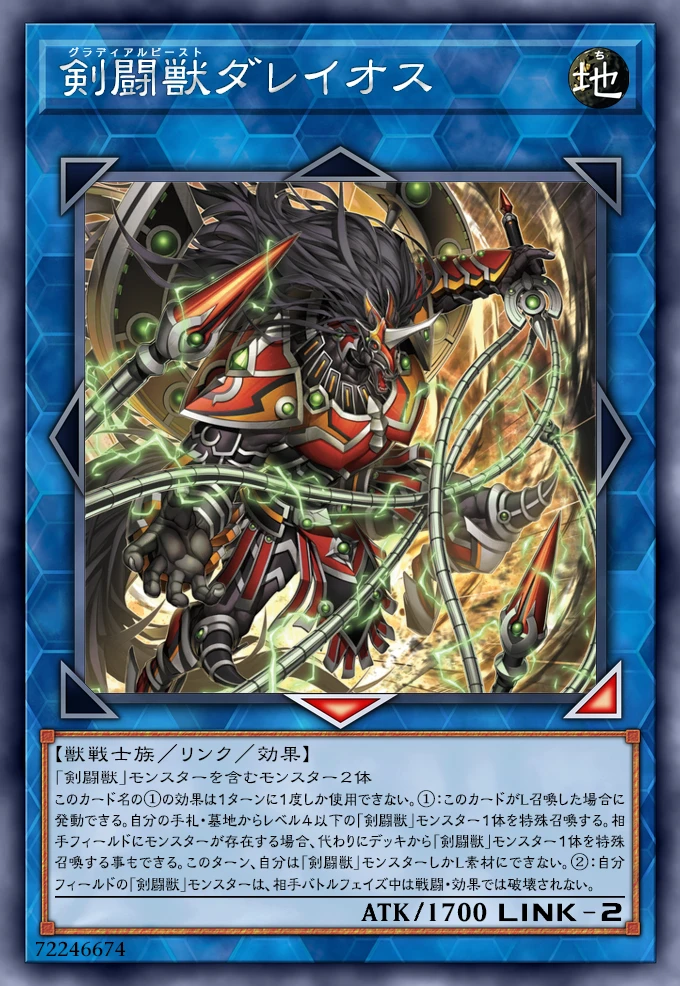 グラディアルビースト
剣闘獣ダレイオス
ち
地
【獣戦士族／リンク／効果】
「剣闘獣」モンスターを含むモンスター２体
このカード名の①の効果は1ターンに1度しか使用できない。①：このカードがL召喚した場合に
発動できる。自分の手札・墓地からレベル４以下の「剣闘獣」モンスター1体を特殊召喚する。相
手フィールドにモンスターが存在する場合、代わりにデッキから「剣闘獣」モンスター1体を特殊
召喚する事もできる。このターン、自分は「剣闘獣」モンスターしかL素材にできない。②：自分
フィールドの「剣闘獣」モンスターは、相手バトルフェイズ中は戦闘・効果では破壊されない。
ATK/1700 LINK-2
72246674